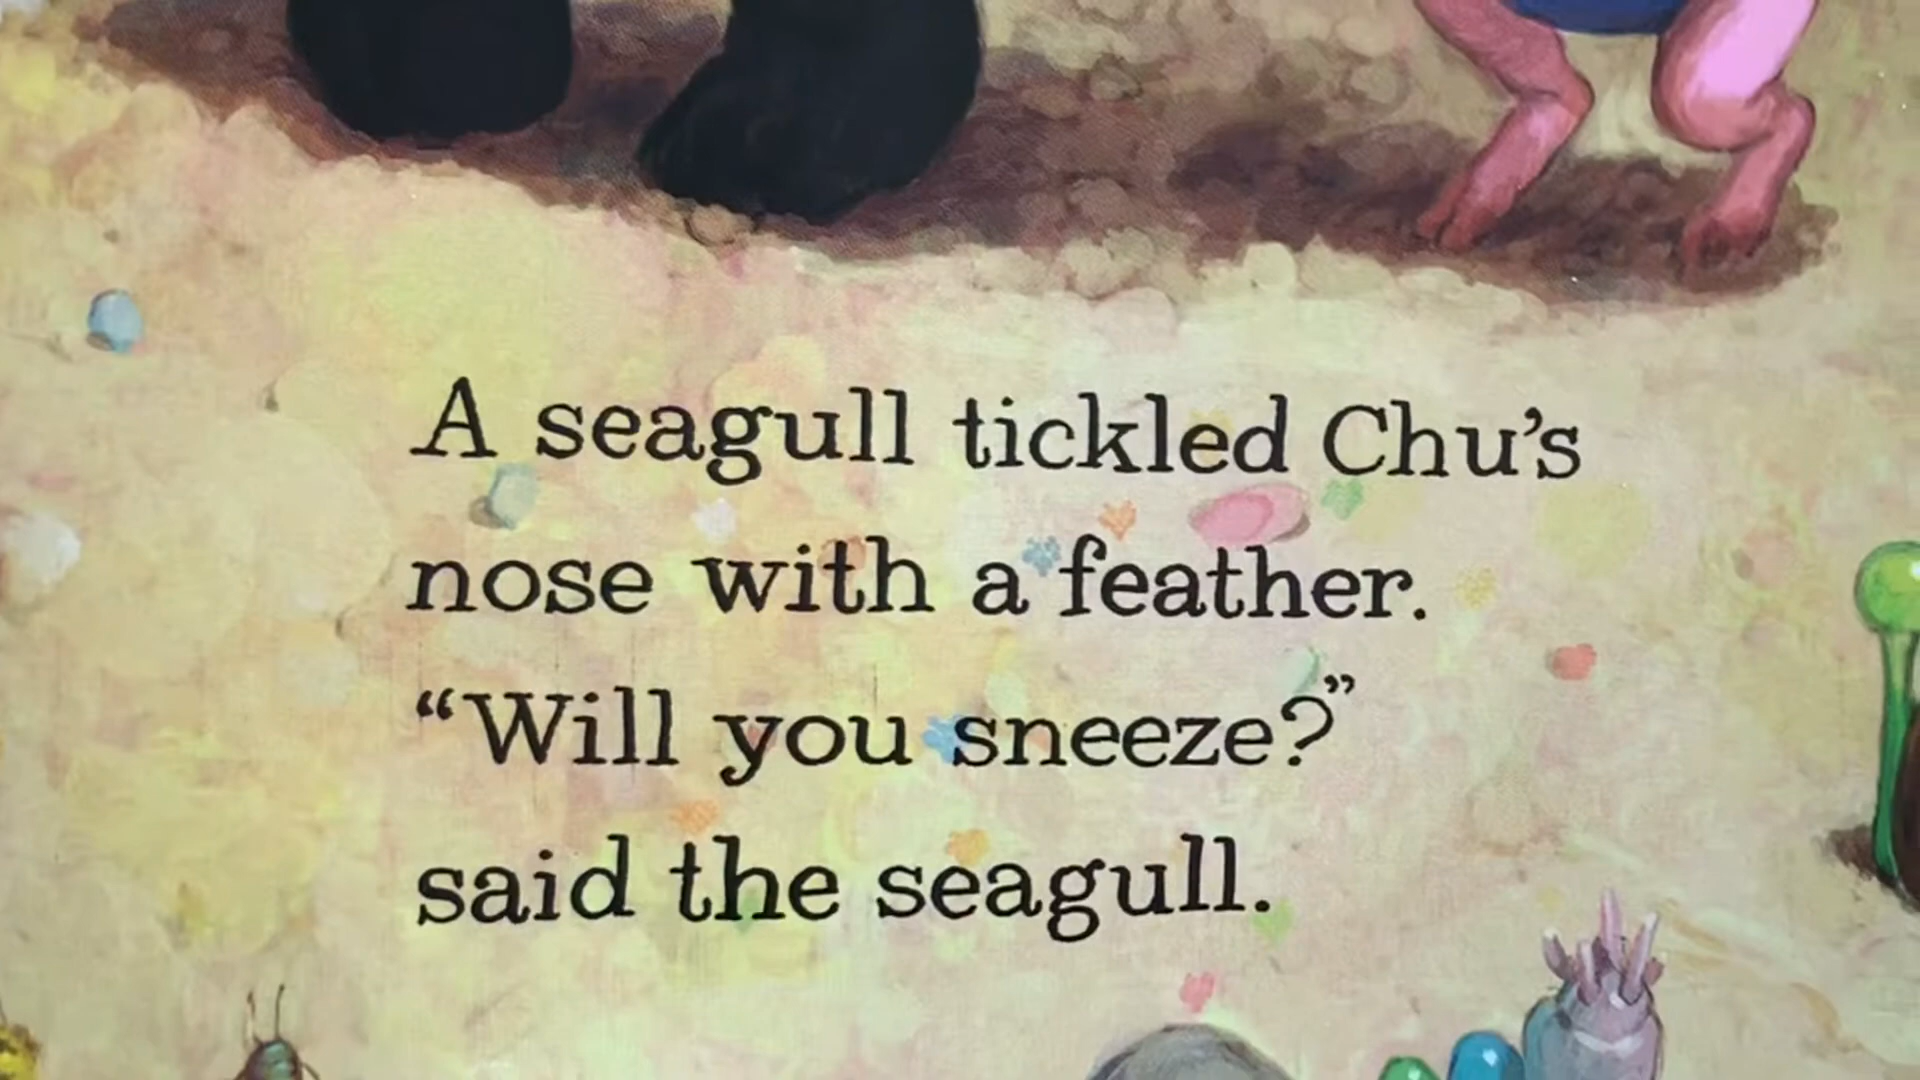 A seagull tickled Chu’s
nose with a feather.
“Will you sneeze?”
said the seagull.